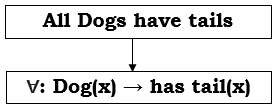 All Dogs have tails
∀: Dog(x) → has tail(x)